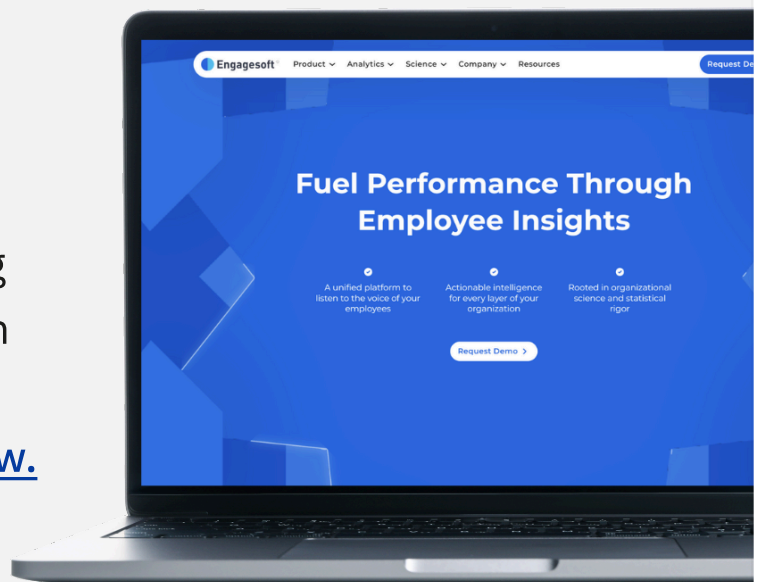 Engagesoft
Product Analytics Science Company Resources
Request De
Fuel Performance Through
Employee Insights
A unified platform to
listen to the voice of your
employees
Actionable intelligence
for every layer of your
organization
Rooted in organizational
science and statistical
rigor
Request Demo
g
n
w.